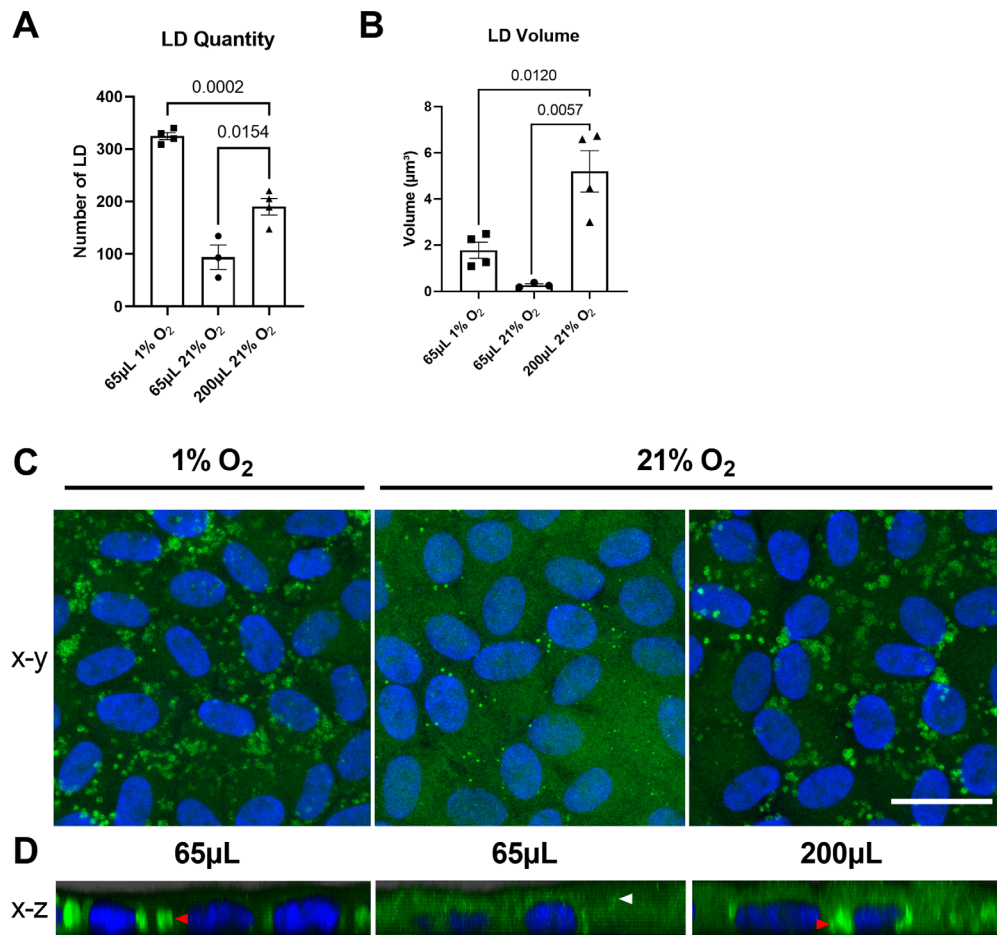 A
LD Quantity
0.0002
0.0154
400
300
200
100
0
Number of LD
65µL 1% O₂
65µL 21% O₂
200µL 21% O₂
B
LD Volume
0.0120
0.0057
8
6
4
2
0
Volume (µm³)
65µL 1% O₂
65µL 21% O₂
200µL 21% O₂
C
1% O₂
21% O₂
x-y
D
65µL
65µL
200µL
x-z